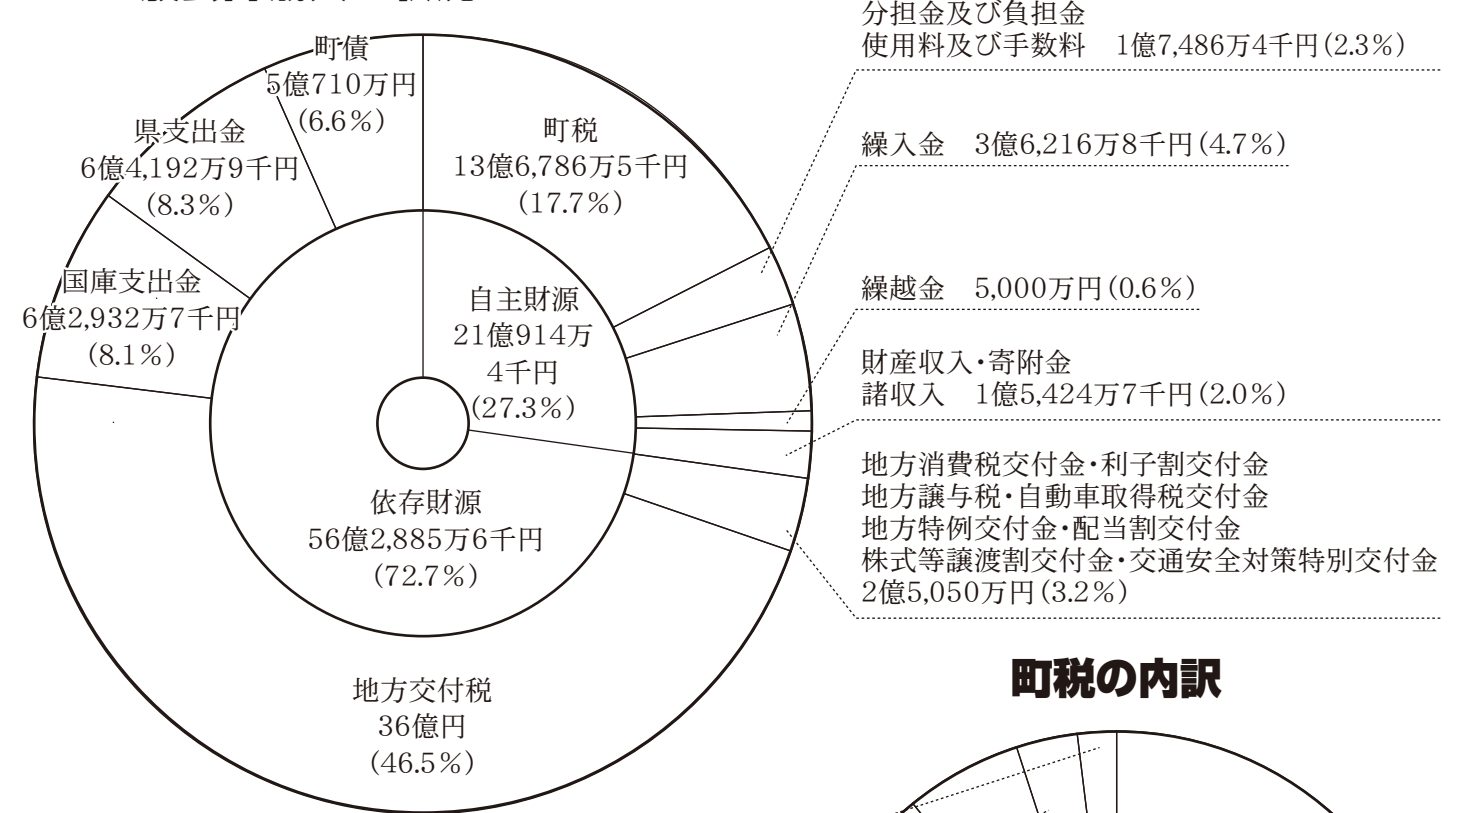 町債
5億710万円
(6.6%)
県支出金
6億4,192万9千円
(8.3%)
国庫支出金
6億2,932万7千円
(8.1%)
町税
13億6,786万5千円
(17.7%)
自主財源
21億914万
4千円
(27.3%)
依存財源
56億2,885万6千円
(72.7%)
地方交付税
36億円
(46.5%)
分担金及び負担金
使用料及び手数料 1億7,486万4千円(2.3%)
繰入金 3億6,216万8千円(4.7%)
繰越金 5,000万円(0.6%)
財産収入・寄附金
諸収入 1億5,424万7千円(2.0%)
地方消費税交付金・利子割交付金
地方譲与税・自動車取得税交付金
地方特例交付金・配当割交付金
株式等譲渡割交付金・交通安全対策特別交付金
2億5,050万円(3.2%)
町税の内訳